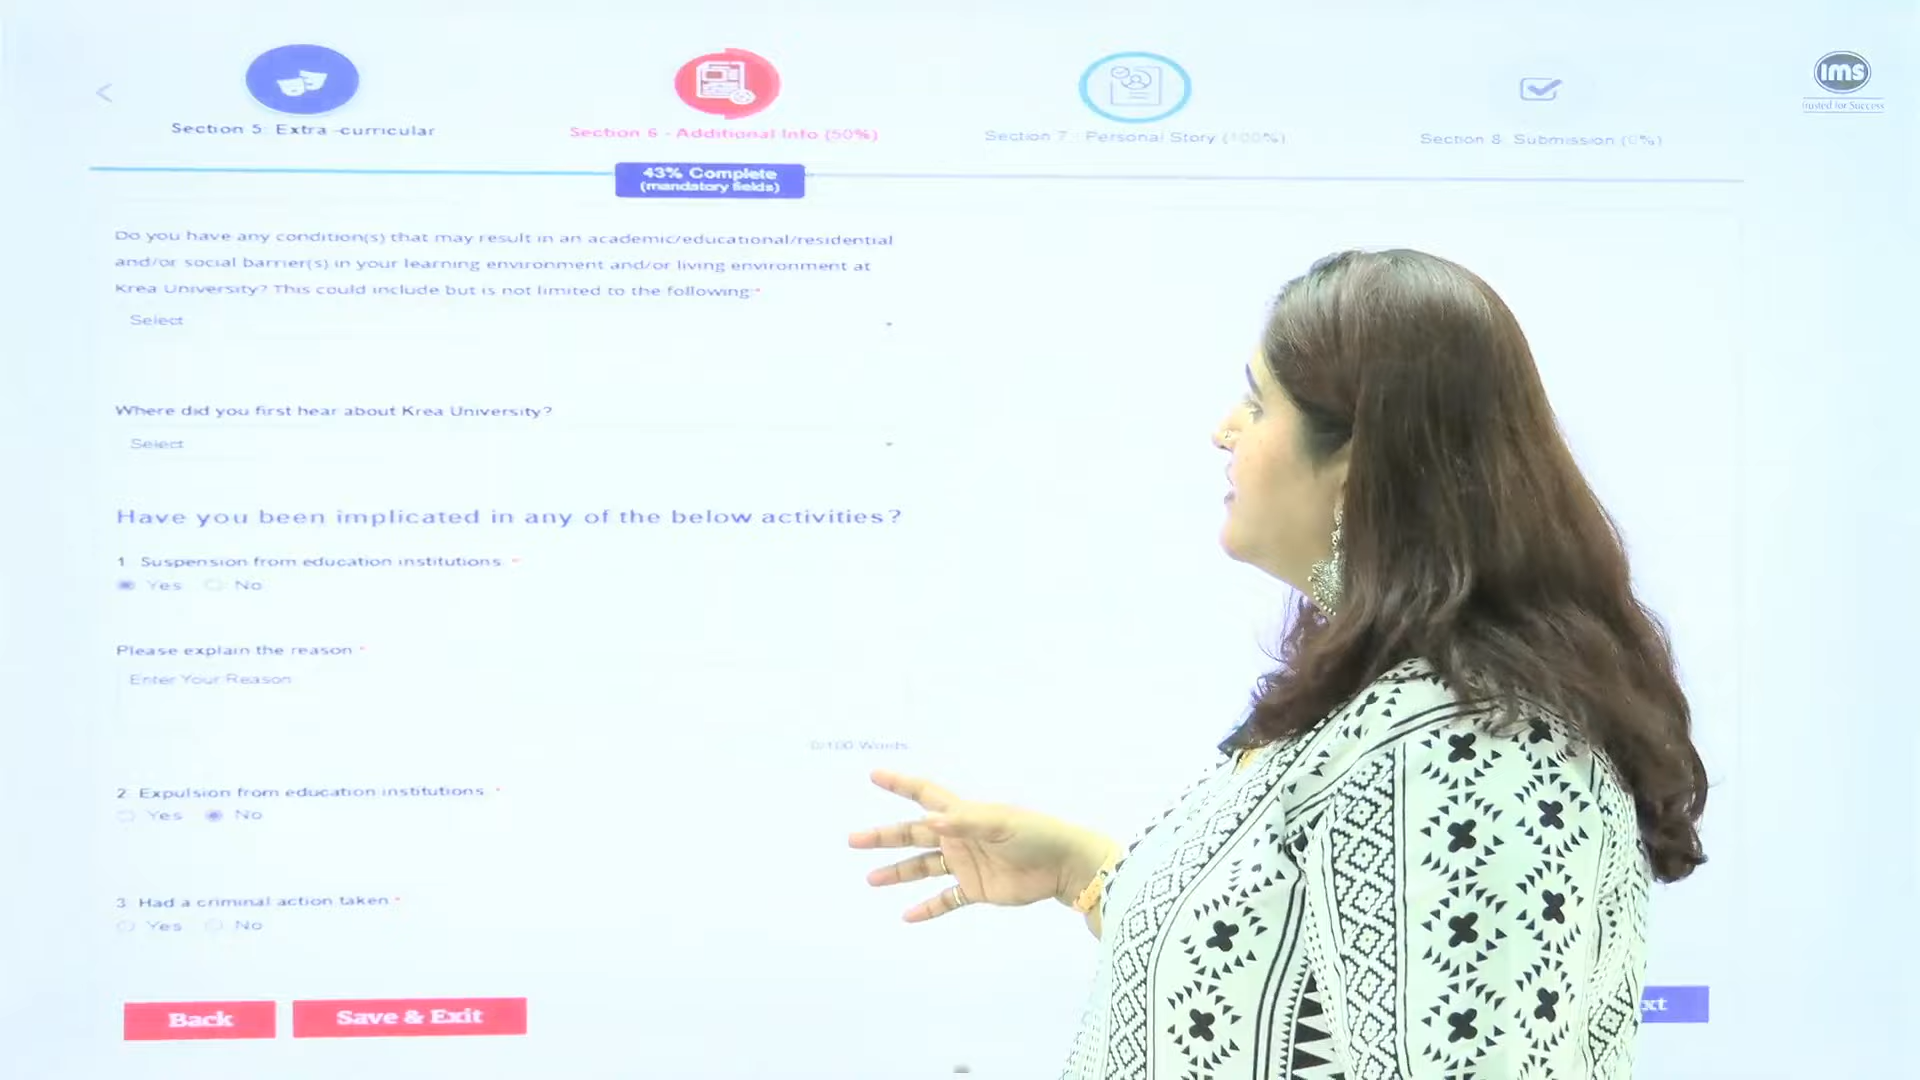 IMS
Trusted for Success
Section 5: Extra -curricular
Section 6 - Additional Info (50%)
Section 7 : Personal Story (100%)
Section 8: Submission (0%)
43% Complete
(mandatory fields)
Do you have any condition(s) that may result in an academic/educational/residential
and/or social barrier(s) in your learning environment and/or living environment at
Krea University? This could include but is not limited to the following:*
Select
Where did you first hear about Krea University?
Select
Have you been implicated in any of the below activities?
1. Suspension from education institutions *
Yes No
Please explain the reason *
Enter Your Reason
0/100 Words
2. Expulsion from education institutions *
Yes No
3. Had a criminal action taken *
Yes No
Back
Save & Exit
xt